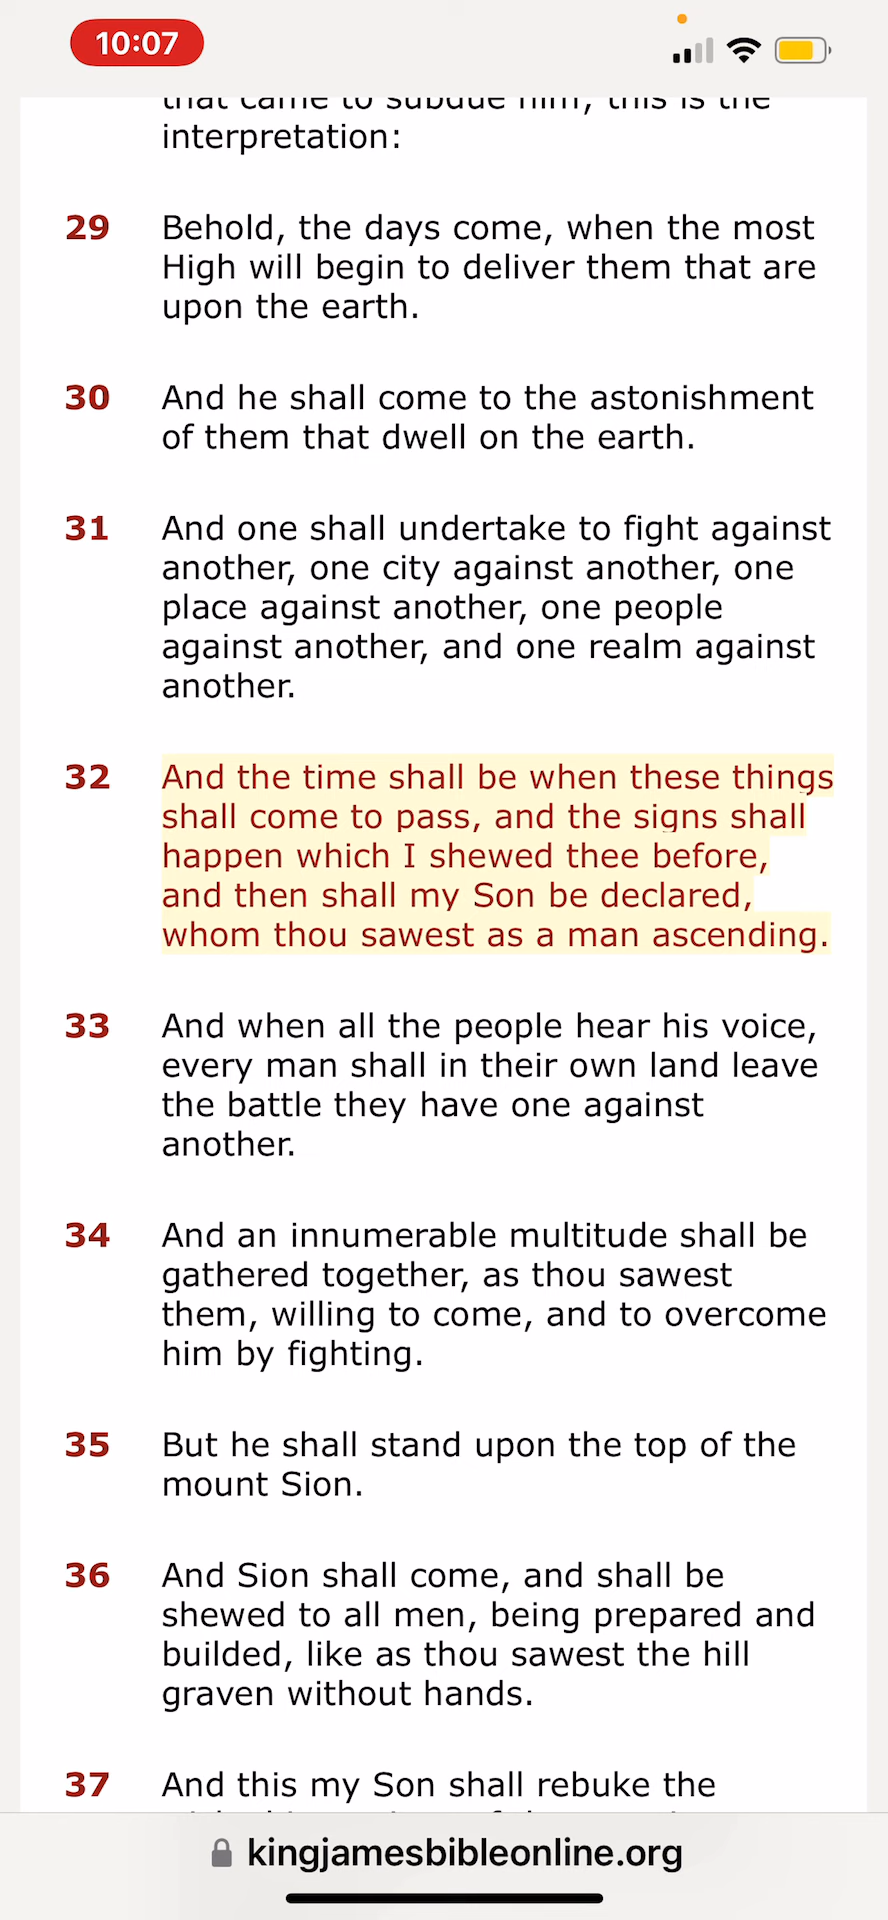 10:07
that came to subdue him, this is the
interpretation:
29 Behold, the days come, when the most
High will begin to deliver them that are
upon the earth.
30 And he shall come to the astonishment
of them that dwell on the earth.
31 And one shall undertake to fight against
another, one city against another, one
place against another, one people
against another, and one realm against
another.
32 And the time shall be when these things
shall come to pass, and the signs shall
happen which I shewed thee before,
and then shall my Son be declared,
whom thou sawest as a man ascending.
33 And when all the people hear his voice,
every man shall in their own land leave
the battle they have one against
another.
34 And an innumerable multitude shall be
gathered together, as thou sawest
them, willing to come, and to overcome
him by fighting.
35 But he shall stand upon the top of the
mount Sion.
36 And Sion shall come, and shall be
shewed to all men, being prepared and
builded, like as thou sawest the hill
graven without hands.
37 And this my Son shall rebuke the
kingjamesbibleonline.org